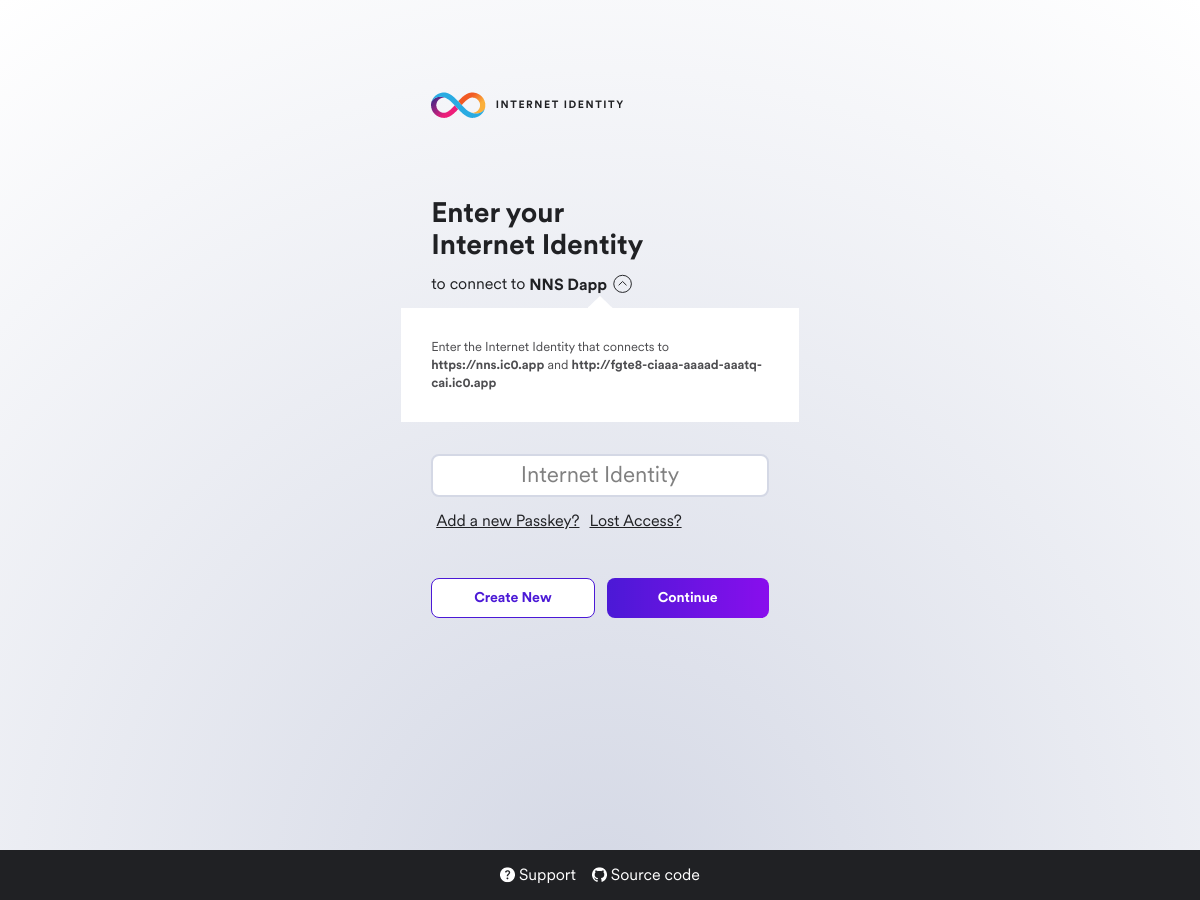 INTERNET IDENTITY
Enter your
Internet Identity
to connect to NNS Dapp
Enter the Internet Identity that connects to
https://nns.ic0.app and http://fgte8-ciaaa-aaaad-aaatq-
cai.ic0.app
Internet Identity
Add a new Passkey? Lost Access?
Create New Continue
Support Source code